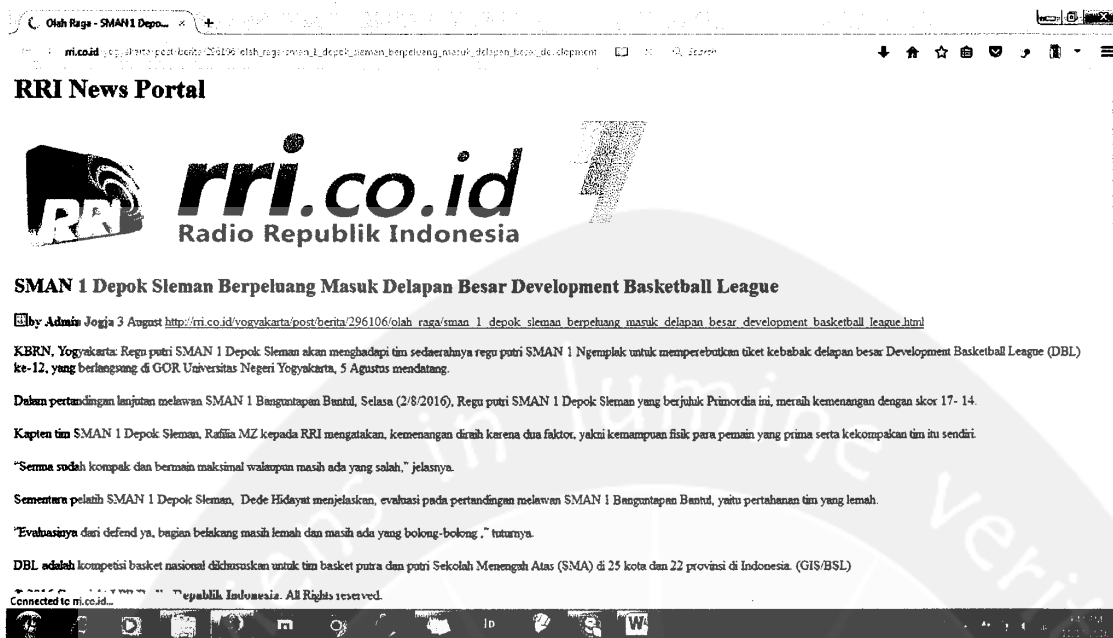 Olah Raga - SMAN 1 Depo... × +
rri.co.id
Search
RRI News Portal
RRI
rri.co.id
Radio Republik Indonesia
SMAN 1 Depok Sleman Berpeluang Masuk Delapan Besar Development Basketball League
by Admin Jogja 3 August http://rri.co.id/yogyakarta/post/berita/296106/olah_raga/sman_1_depok_sleman_berpeluang_masuk_delapan_besar_development_basketball_league.html
KBRN, Yogyakarta: Regu putri SMAN 1 Depok Sleman akan menghadapi tim sedaerahnya regu putri SMAN 1 Ngemplak untuk memperebutkan tiket kebabak delapan besar Development Basketball League (DBL)
ke-12, yang berlangsung di GOR Universitas Negeri Yogyakarta, 5 Agustus mendatang.
Dalam pertandingan lanjutan melawan SMAN 1 Banguntapan Bantul, Selasa (2/8/2016), Regu putri SMAN 1 Depok Sleman yang berjuluk Primordia ini, meraih kemenangan dengan skor 17- 14.
Kapten tim SMAN 1 Depok Sleman, Rafilia MZ kepada RRI mengatakan, kemenangan diraih karena dua faktor, yakni kemampuan fisik para pemain yang prima serta kekompakan tim itu sendiri.
“Semua sudah kompak dan bermain maksimal walaupun masih ada yang salah,” jelasnya.
Sementara pelatih SMAN 1 Depok Sleman, Dede Hidayat menjelaskan, evaluasi pada pertandingan melawan SMAN 1 Banguntapan Bantul, yaitu pertahanan tim yang lemah.
“Evaluasinya dari defend ya, bagian belakang masih lemah dan masih ada yang bolong-bolong ,” tuturnya.
DBL adalah kompetisi basket nasional dikhususkan untuk tim basket putra dan putri Sekolah Menengah Atas (SMA) di 25 kota dan 22 provinsi di Indonesia. (GIS/BSL)
Republik Indonesia. All Rights reserved.
Connected to rri.co.id...
in lumine veri